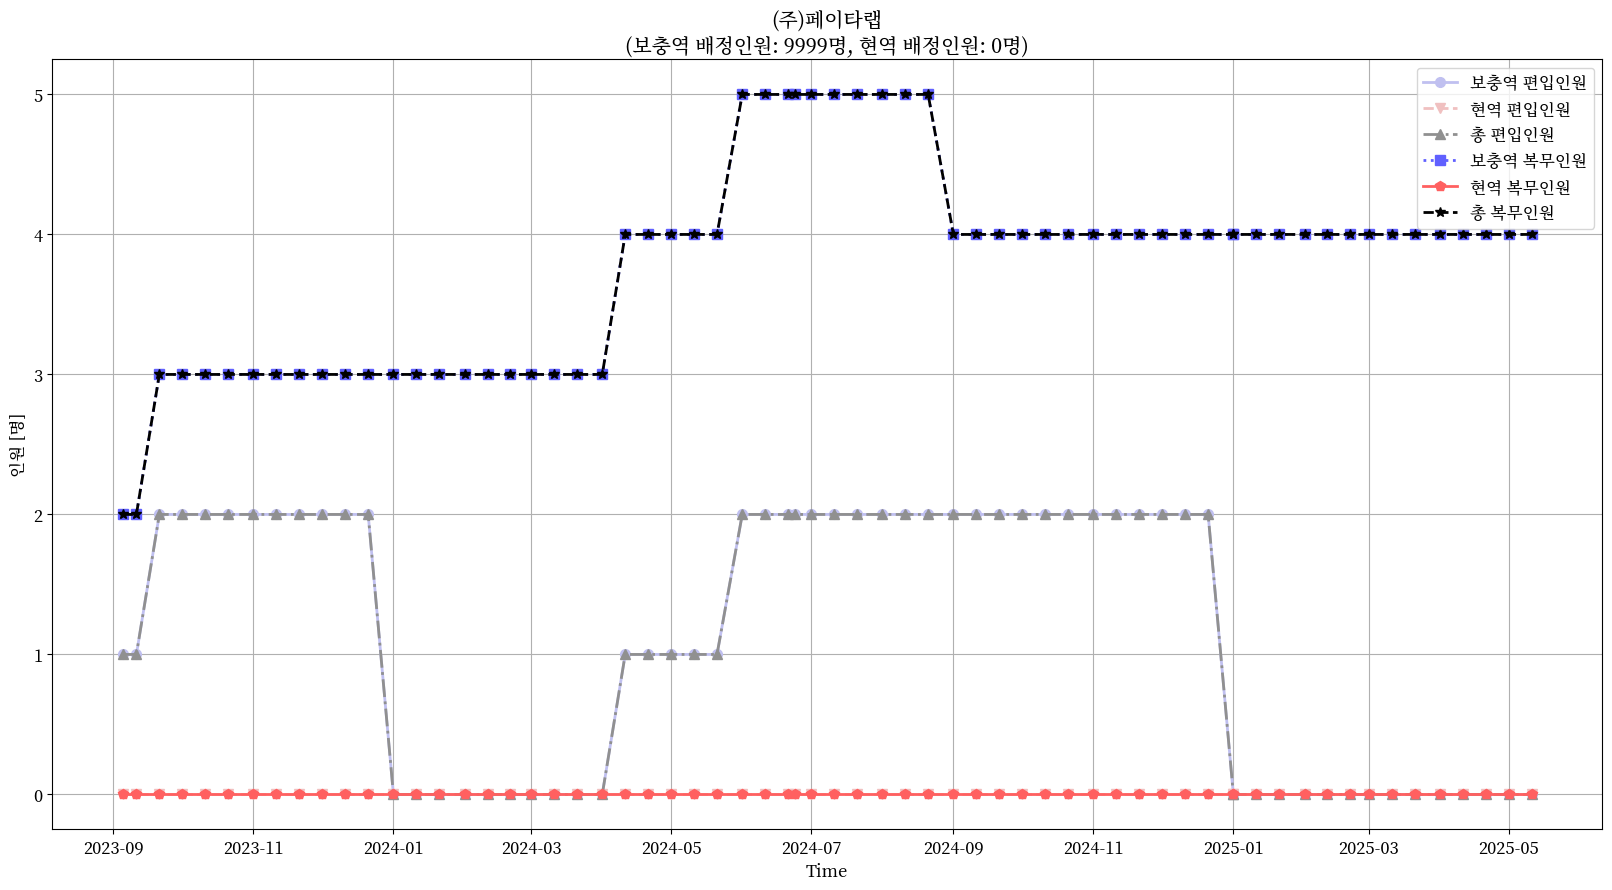 (주)페이타랩
(보충역 배정인원: 9999명, 현역 배정인원: 0명)
보충역 편입인원
현역 편입인원
총 편입인원
보충역 복무인원
현역 복무인원
총 복무인원
인원 [명]
5
4
3
2
1
0
2023-09 2023-11 2024-01 2024-03 2024-05 2024-07 2024-09 2024-11 2025-01 2025-03 2025-05
Time